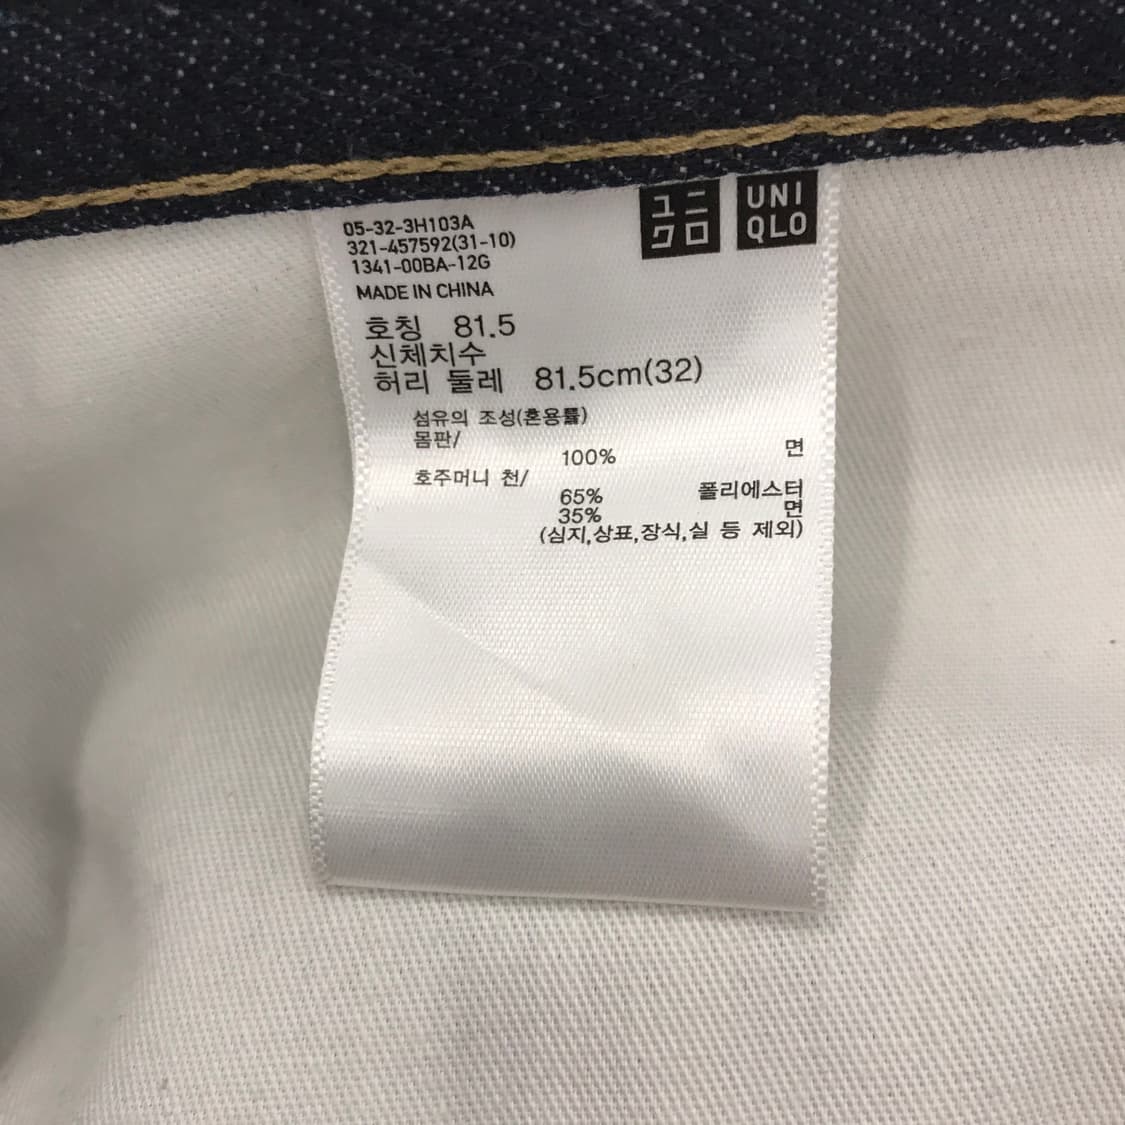 05-32-3H103A
321-457592(31-10)
1341-00BA-12G
MADE IN CHINA
ユニ
クロ
UNI
QLO
호칭 81.5
신체치수
허리 둘레 81.5cm(32)
섬유의 조성(혼용률)
몸판/
100% 면
호주머니 천/
65% 폴리에스터
35% 면
(심지,상표,장식,실 등 제외)